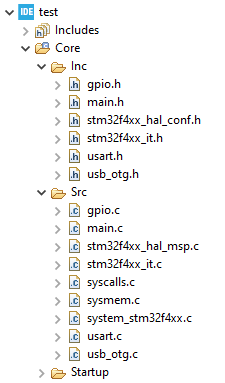 IDE test
Includes
Core
Inc
gpio.h
main.h
stm32f4xx_hal_conf.h
stm32f4xx_it.h
usart.h
usb_otg.h
Src
gpio.c
main.c
stm32f4xx_hal_msp.c
stm32f4xx_it.c
syscalls.c
sysmem.c
system_stm32f4xx.c
usart.c
usb_otg.c
Startup